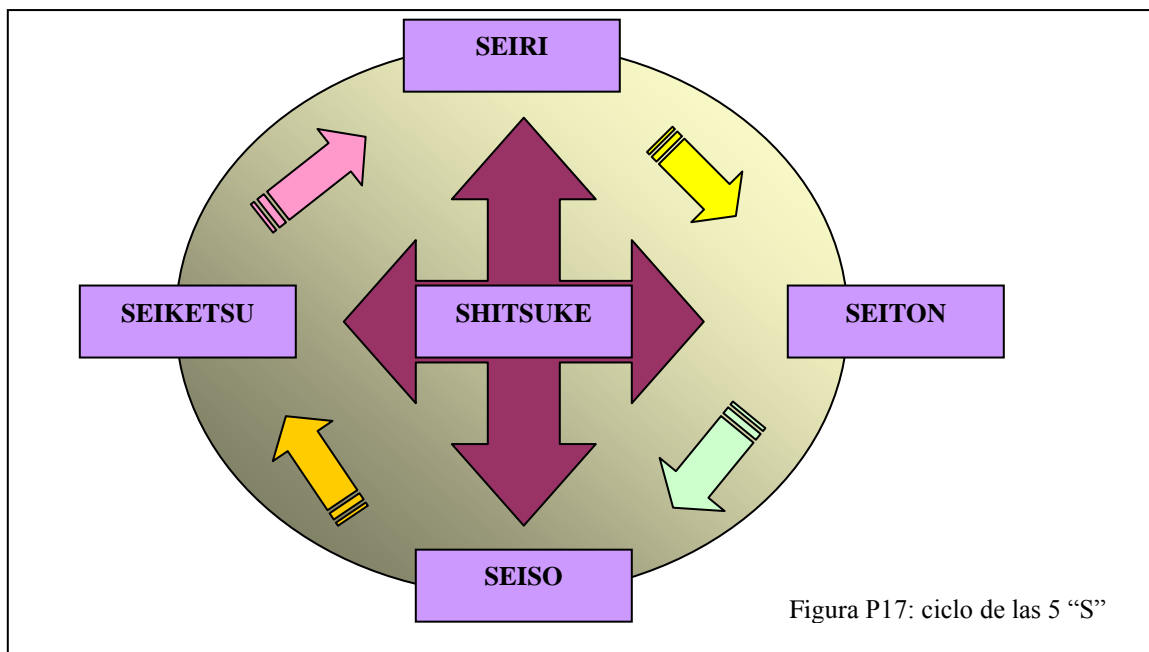 SEIRI
SEIKETSU
SHITSUKE
SEITON
SEISO
Figura P17: ciclo de las 5 “S”